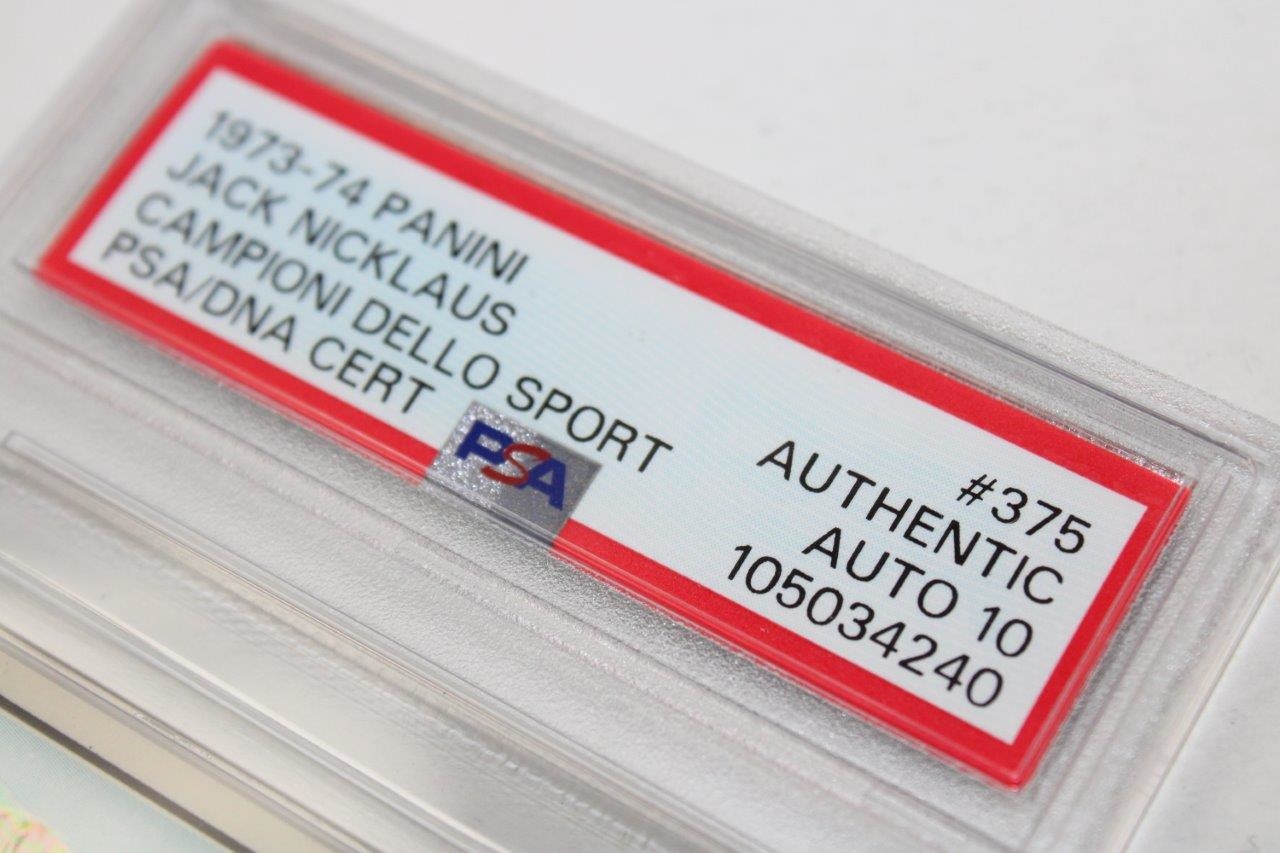 1973-74 PANINI
JACK NICKLAUS
CAMPIONI DELLO SPORT
PSA/DNA CERT
PSA
#375
AUTHENTIC
AUTO 10
105034240